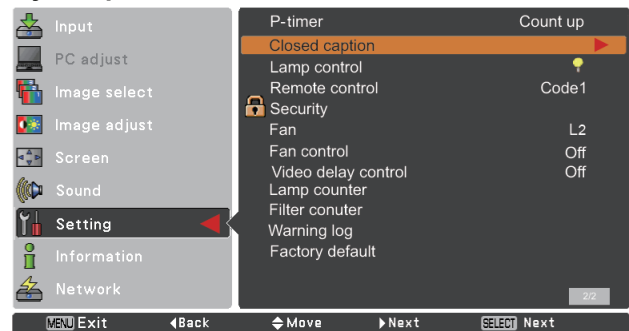 Input
PC adjust
Image select
Image adjust
Screen
Sound
Setting
Information
Network
P-timer Count up
Closed caption
Lamp control
Remote control Code1
Security
Fan L2
Fan control Off
Video delay control Off
Lamp counter
Filter conuter
Warning log
Factory default
2/2
MENU Exit Back Move Next SELECT Next